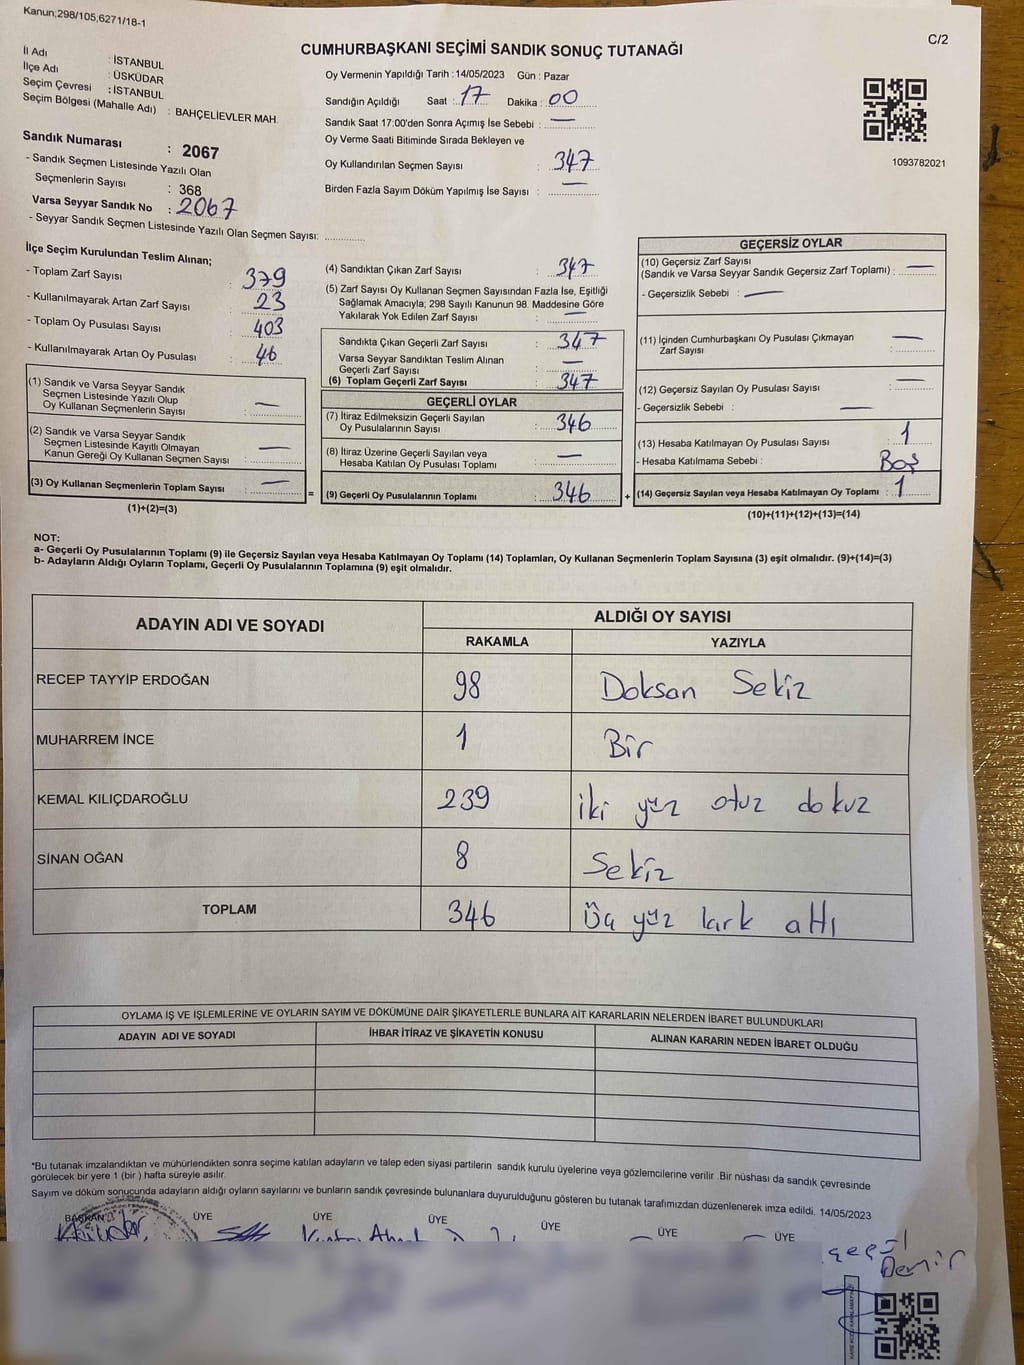 Kanun;298/105,6271/18-1
C/2
CUMHURBAŞKANI SEÇİMİ SANDIK SONUÇ TUTANAĞI
İl Adı : İSTANBUL
İlçe Adı : ÜSKÜDAR
Seçim Çevresi : İSTANBUL
Seçim Bölgesi (Mahalle Adı) : BAHÇELİEVLER MAH.
Sandık Numarası : 2067
- Sandık Seçmen Listesinde Yazılı Olan
Seçmenlerin Sayısı : 368
Varsa Seyyar Sandık No : 2067
- Seyyar Sandık Seçmen Listesinde Yazılı Olan Seçmen Sayısı:
Oy Vermenin Yapıldığı Tarih : 14/05/2023 Gün : Pazar
Sandığın Açıldığı Saat : 17 Dakika : 00
Sandık Saat 17:00'den Sonra Açımış İse Sebebi : —
Oy Verme Saati Bitiminde Sırada Bekleyen ve
Oy Kullandırılan Seçmen Sayısı : 347
Birden Fazla Sayım Döküm Yapılmış İse Sayısı : —
1093782021
İlçe Seçim Kurulundan Teslim Alınan;
- Toplam Zarf Sayısı : 379
- Kullanılmayarak Artan Zarf Sayısı : 23
- Toplam Oy Pusulası Sayısı : 403
- Kullanılmayarak Artan Oy Pusulası : 46
(1) Sandık ve Varsa Seyyar Sandık
Seçmen Listesinde Yazılı Olup
Oy Kullanan Seçmenlerin Sayısı : —
(2) Sandık ve Varsa Seyyar Sandık
Seçmen Listesinde Kayıtlı Olmayan
Kanun Gereği Oy Kullanan Seçmen Sayısı : —
(3) Oy Kullanan Seçmenlerin Toplam Sayısı : —
(1)+(2)=(3)
(4) Sandıktan Çıkan Zarf Sayısı : 347
(5) Zarf Sayısı Oy Kullanan Seçmen Sayısından Fazla İse, Eşitliği
Sağlamak Amacıyla; 298 Sayılı Kanunun 98. Maddesine Göre
Yakılarak Yok Edilen Zarf Sayısı : —
Sandıkta Çıkan Geçerli Zarf Sayısı : 347
Varsa Seyyar Sandıktan Teslim Alınan
Geçerli Zarf Sayısı : —
(6) Toplam Geçerli Zarf Sayısı : 347
GEÇERLİ OYLAR
(7) İtiraz Edilmeksizin Geçerli Sayılan
Oy Pusulalarının Sayısı : 346
(8) İtiraz Üzerine Geçerli Sayılan veya
Hesaba Katılan Oy Pusulası Toplamı : —
= (9) Geçerli Oy Pusulalarının Toplamı : 346
GEÇERSİZ OYLAR
(10) Geçersiz Zarf Sayısı
(Sandık ve Varsa Seyyar Sandık Geçersiz Zarf Toplamı) : —
- Geçersizlik Sebebi : —
(11) İçinden Cumhurbaşkanı Oy Pusulası Çıkmayan
Zarf Sayısı : —
(12) Geçersiz Sayılan Oy Pusulası Sayısı : —
- Geçersizlik Sebebi : —
(13) Hesaba Katılmayan Oy Pusulası Sayısı : 1
- Hesaba Katılmama Sebebi : Boş
+ (14) Geçersiz Sayılan veya Hesaba Katılmayan Oy Toplamı : 1
(10)+(11)+(12)+(13)=(14)
NOT:
a- Geçerli Oy Pusulalarının Toplamı (9) ile Geçersiz Sayılan veya Hesaba Katılmayan Oy Toplamı (14) Toplamları, Oy Kullanan Seçmenlerin Toplam Sayısına (3) eşit olmalıdır. (9)+(14)=(3)
b- Adayların Aldığı Oyların Toplamı, Geçerli Oy Pusulalarının Toplamına (9) eşit olmalıdır.
ADAYIN ADI VE SOYADI ALDIĞI OY SAYISI
RAKAMLA YAZIYLA
RECEP TAYYİP ERDOĞAN 98 Doksan Sekiz
MUHARREM İNCE 1 Bir
KEMAL KILIÇDAROĞLU 239 iki yüz otuz dokuz
SİNAN OĞAN 8 Sekiz
TOPLAM 346 Üç yüz kırk altı
OYLAMA İŞ VE İŞLEMLERİNE VE OYLARIN SAYIM VE DÖKÜMÜNE DAİR ŞİKAYETLERLE BUNLARA AİT KARARLARIN NELERDEN İBARET BULUNDUKLARI
ADAYIN ADI VE SOYADI İHBAR İTİRAZ VE ŞİKAYETİN KONUSU ALINAN KARARIN NEDEN İBARET OLDUĞU
*Bu tutanak imzalandıktan ve mühürlendikten sonra seçime katılan adayların ve talep eden siyasi partilerin sandık kurulu üyelerine veya gözlemcilerine verilir. Bir nüshası da sandık çevresinde
görülecek bir yere 1 (bir) hafta süreyle asılır.
Sayım ve döküm sonucunda adayların aldığı oyların sayılarını ve bunların sandık çevresinde bulunanlara duyurulduğunu gösteren bu tutanak tarafımızdan düzenlenerek imza edildi. 14/05/2023
BAŞKAN ÜYE ÜYE ÜYE ÜYE ÜYE ÜYE
Demir